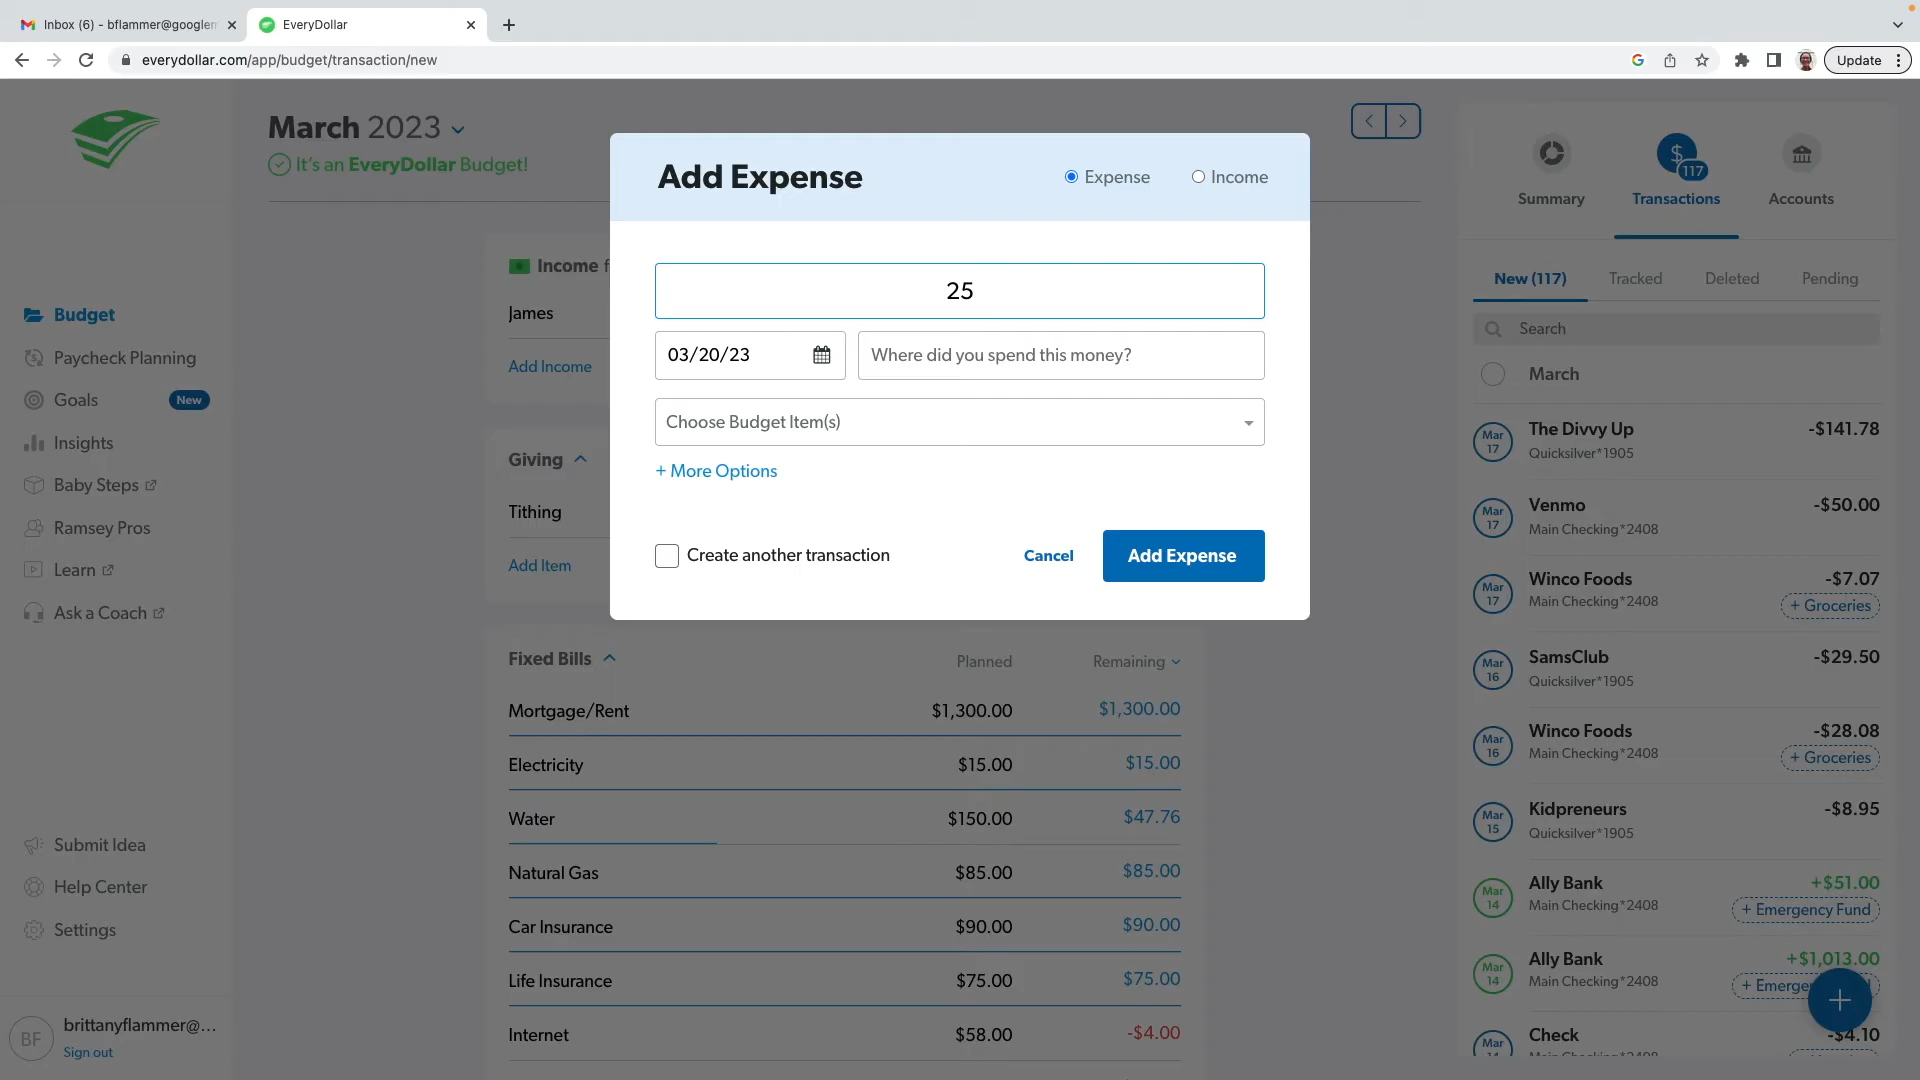 Inbox (6) - bflammer@googlem
EveryDollar
everydollar.com/app/budget/transaction/new
Update
Budget
Paycheck Planning
Goals New
Insights
Baby Steps
Ramsey Pros
Learn
Ask a Coach
Submit Idea
Help Center
Settings
BF
brittanyflammer@...
Sign out
March 2023
It's an EveryDollar Budget!
Income f
James
Add Income
Giving
Tithing
Add Item
Fixed Bills Planned Remaining
Mortgage/Rent $1,300.00 $1,300.00
Electricity $15.00 $15.00
Water $150.00 $47.76
Natural Gas $85.00 $85.00
Car Insurance $90.00 $90.00
Life Insurance $75.00 $75.00
Internet $58.00 -$4.00
Add Expense
Expense Income
25
03/20/23 Where did you spend this money?
Choose Budget Item(s)
+ More Options
Create another transaction Cancel Add Expense
117
Summary Transactions Accounts
New (117) Tracked Deleted Pending
Search
March
Mar 17 The Divvy Up -$141.78
Quicksilver*1905
Mar 17 Venmo -$50.00
Main Checking*2408
Mar 17 Winco Foods -$7.07
Main Checking*2408 + Groceries
Mar 16 SamsClub -$29.50
Quicksilver*1905
Mar 16 Winco Foods -$28.08
Main Checking*2408 + Groceries
Mar 15 Kidpreneurs -$8.95
Quicksilver*1905
Mar 14 Ally Bank +$51.00
Main Checking*2408 + Emergency Fund
Mar 14 Ally Bank +$1,013.00
Main Checking*2408 + Emerge
Mar Check -$4.10